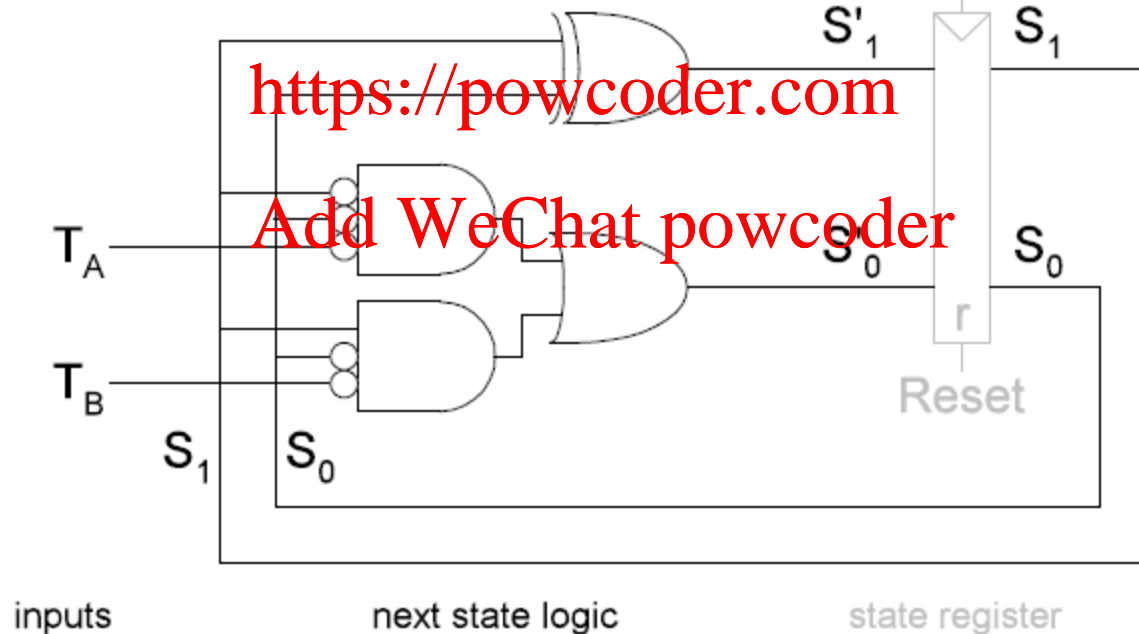 S'1 S1
https://powcoder.com
Add WeChat powcoder
TA S'0 S0
r
TB Reset
S1 S0
inputs next state logic state register